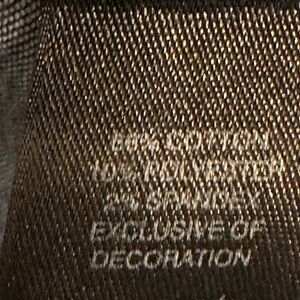 88% COTTON
10% POLYESTER
2% SPANDEX
EXCLUSIVE OF
DECORATION